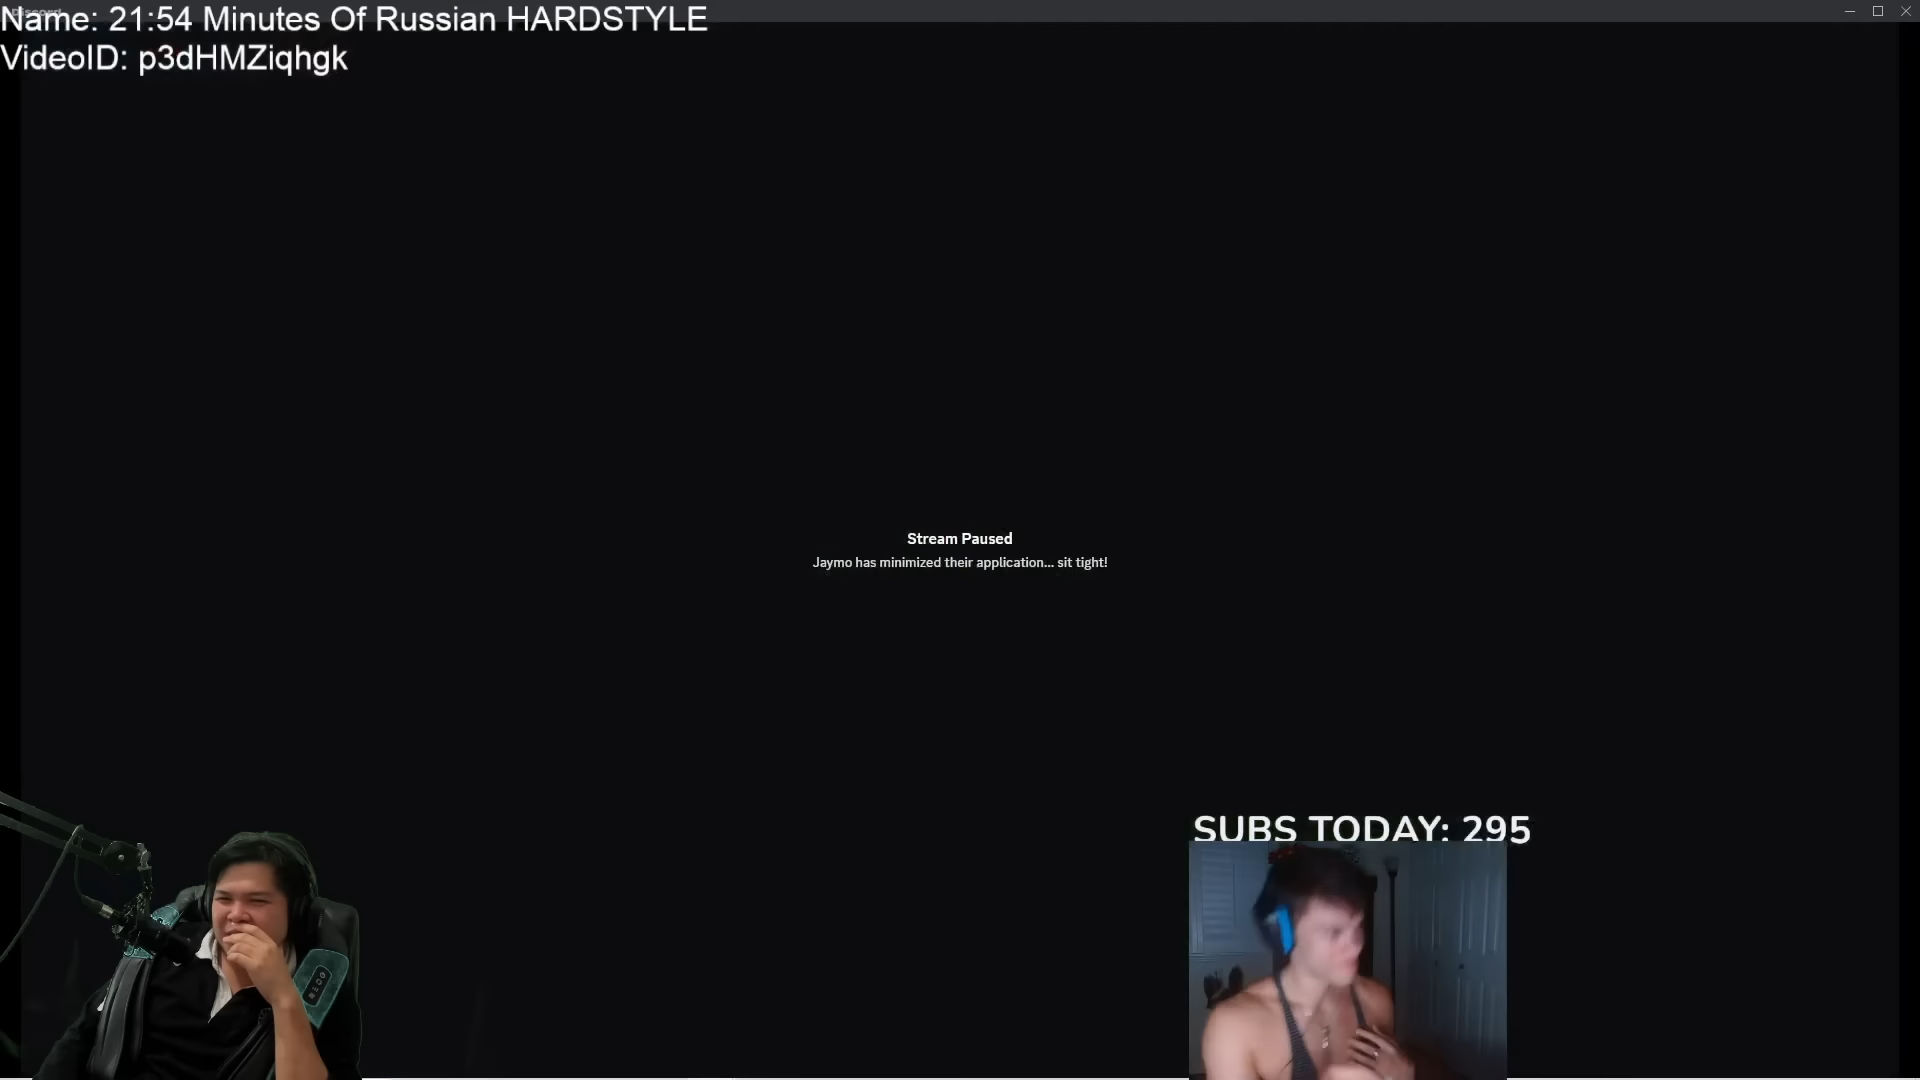 Name: 21:54 Minutes Of Russian HARDSTYLE
VideoID: p3dHMZiqhgk
Stream Paused
Jaymo has minimized their application... sit tight!
SUBS TODAY: 295